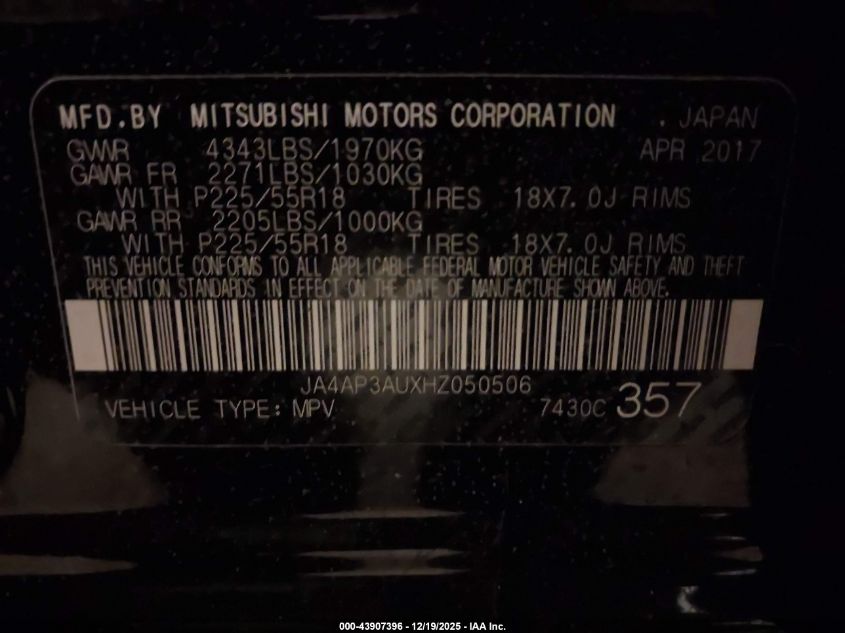 MFD.BY MITSUBISHI MOTORS CORPORATION . JAPAN
GVWR 4343LBS/1970KG APR 2017
GAWR FR 2271LBS/1030KG
WITH P225/55R18 TIRES 18X7.0J RIMS
GAWR RR 2205LBS/1000KG
WITH P225/55R18 TIRES 18X7.0J RIMS
THIS VEHICLE CONFORMS TO ALL APPLICABLE FEDERAL MOTOR VEHICLE SAFETY AND THEFT
PREVENTION STANDARDS IN EFFECT ON THE DATE OF MANUFACTURE SHOWN ABOVE.
JA4AP3AUXHZ050506
VEHICLE TYPE: MPV 7430C 357
000-43907396 - 12/19/2025 - IAA Inc.